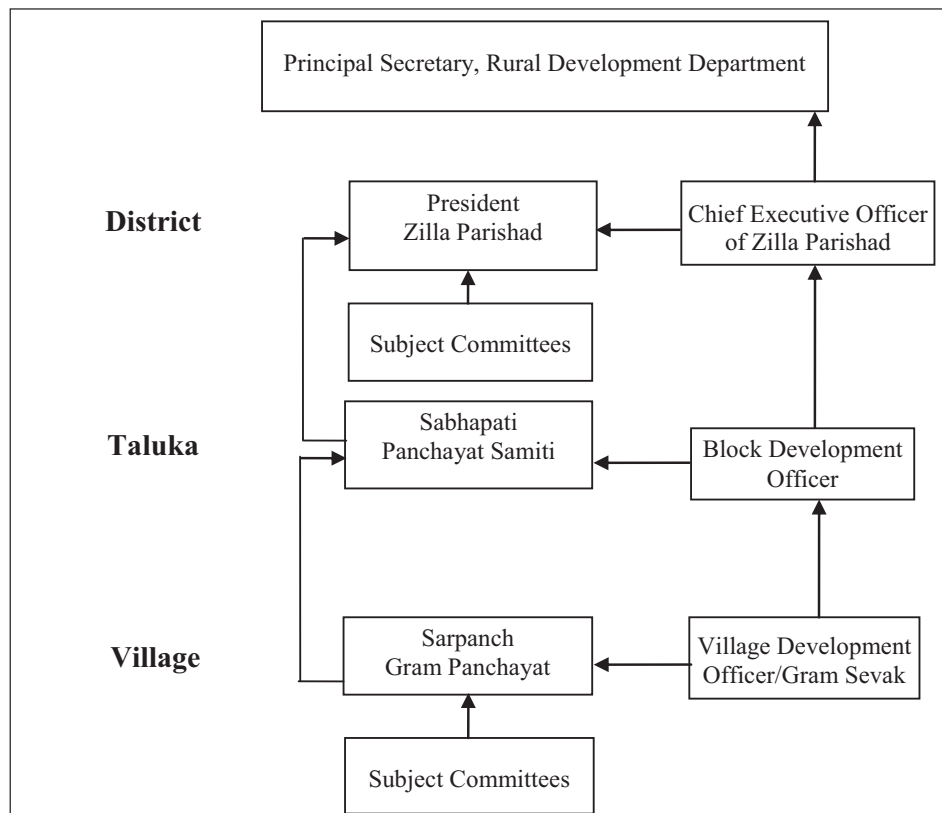 Principal Secretary, Rural Development Department
District
President
Zilla Parishad
Chief Executive Officer
of Zilla Parishad
Subject Committees
Taluka
Sabhapati
Panchayat Samiti
Block Development
Officer
Village
Sarpanch
Gram Panchayat
Village Development
Officer/Gram Sevak
Subject Committees